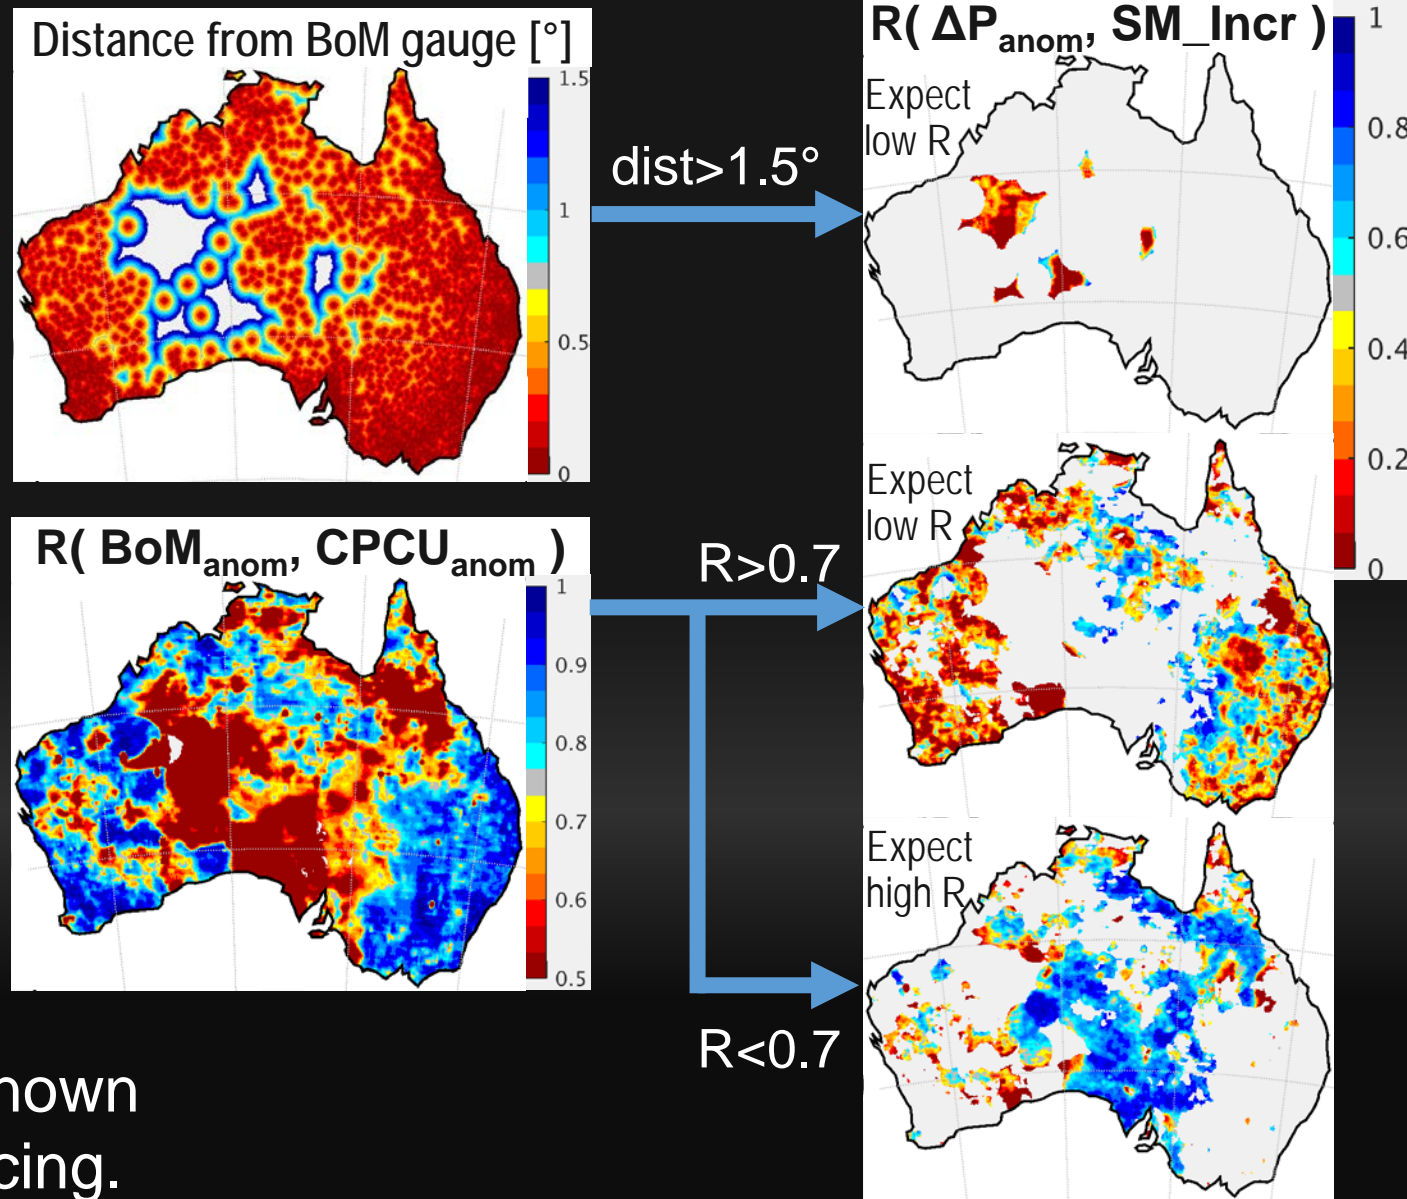 Distance from BoM gauge [°]
1.5
1
0.5
0
dist>1.5°
R( ΔPanom, SM_Incr )
Expect
low R
1
0.8
0.6
0.4
0.2
0
R( BoManom, CPCUanom )
1
0.9
0.8
0.7
0.6
0.5
R>0.7
Expect
low R
R<0.7
Expect
high R
nown
cing.